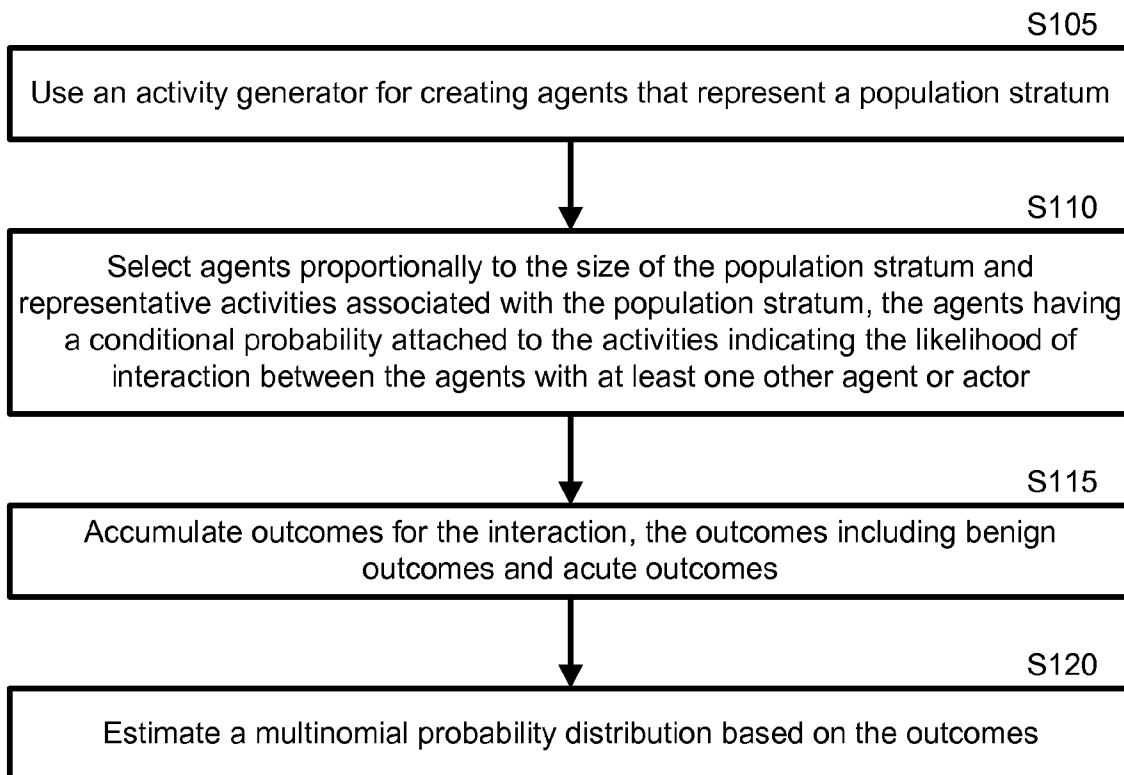 S105
Use an activity generator for creating agents that represent a population stratum
S110
Select agents proportionally to the size of the population stratum and
representative activities associated with the population stratum, the agents having
a conditional probability attached to the activities indicating the likelihood of
interaction between the agents with at least one other agent or actor
S115
Accumulate outcomes for the interaction, the outcomes including benign
outcomes and acute outcomes
S120
Estimate a multinomial probability distribution based on the outcomes